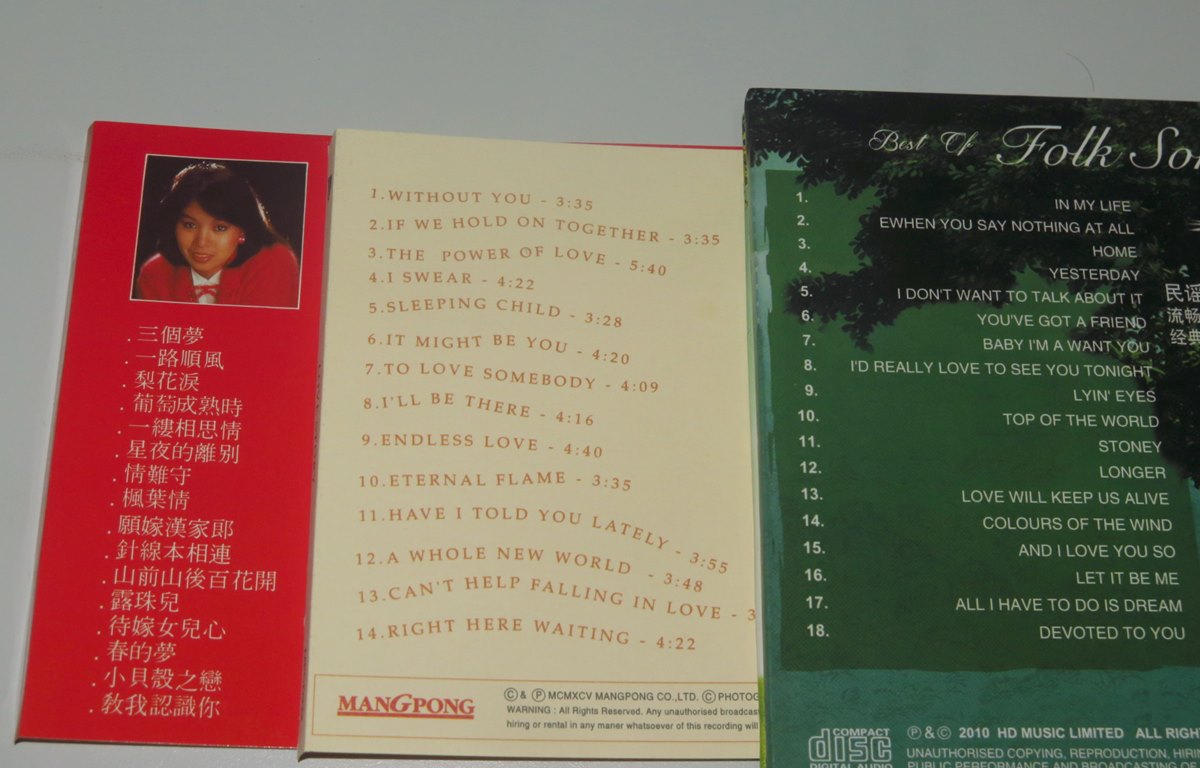 . 三個夢
. 一路順風
. 梨花淚
. 葡萄成熟時
. 一縷相思情
. 星夜的離別
. 情難守
. 楓葉情
. 願嫁漢家郎
. 針線本相連
. 山前山後百花開
. 露珠兒
. 待嫁女兒心
. 春的夢
. 小貝殼之戀
. 教我認識你
1.WITHOUT YOU - 3:35
2.IF WE HOLD ON TOGETHER - 3:35
3.THE POWER OF LOVE - 5:40
4.I SWEAR - 4:22
5.SLEEPING CHILD - 3:28
6.IT MIGHT BE YOU - 4:20
7.TO LOVE SOMEBODY - 4:09
8.I'LL BE THERE - 4:16
9.ENDLESS LOVE - 4:40
10.ETERNAL FLAME - 3:35
11.HAVE I TOLD YOU LATELY - 3:55
12.A WHOLE NEW WORLD - 3:48
13.CAN'T HELP FALLING IN LOVE - 3
14.RIGHT HERE WAITING - 4:22
MANGPONG
© & ℗ MCMXCV MANGPONG CO.,LTD. © PHOTOG
WARNING : All Rights Reserved. Any unauthorised broadcas
hiring or rental in any maner whatsoever of this recording will
Best Of Folk Son
1. IN MY LIFE
2. EWHEN YOU SAY NOTHING AT ALL
3. HOME
4. YESTERDAY
5. I DON'T WANT TO TALK ABOUT IT
6. YOU'VE GOT A FRIEND
7. BABY I'M A WANT YOU
8. I'D REALLY LOVE TO SEE YOU TONIGHT
9. LYIN' EYES
10. TOP OF THE WORLD
11. STONEY
12. LONGER
13. LOVE WILL KEEP US ALIVE
14. COLOURS OF THE WIND
15. AND I LOVE YOU SO
16. LET IT BE ME
17. ALL I HAVE TO DO IS DREAM
18. DEVOTED TO YOU
民谣
流畅
经典
COMPACT
disc
DIGITAL AUDIO
℗ & © 2010 HD MUSIC LIMITED ALL RIGH
UNAUTHORISED COPYING, REPRODUCTION, HIRI
PUBLIC PERFORMANCE AND BROADCASTING OF